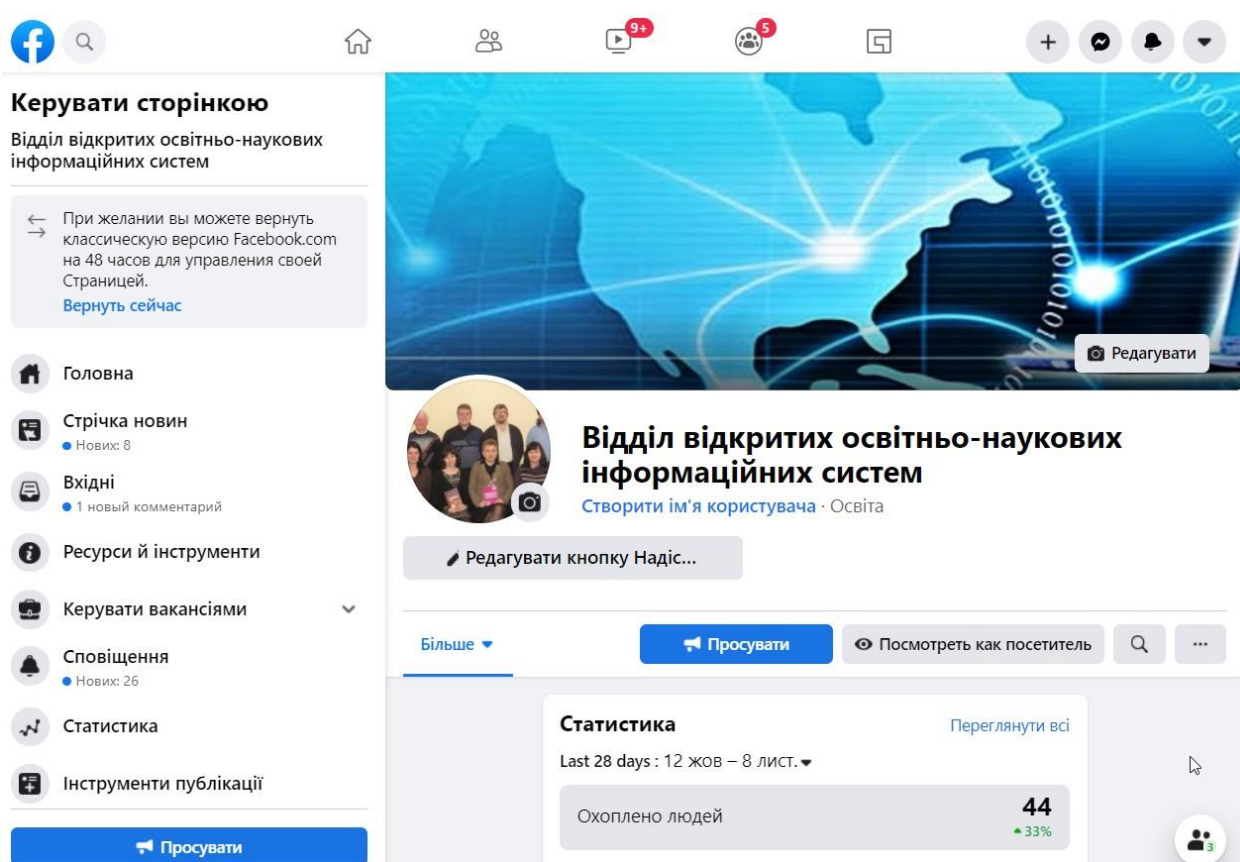 9+
5
Керувати сторінкою
Відділ відкритих освітньо-наукових
інформаційних систем
При желании вы можете вернуть
классическую версию Facebook.com
на 48 часов для управления своей
Страницей.
Вернуть сейчас
Головна
Стрічка новин
Нових: 8
Вхідні
1 новый комментарий
Ресурси й інструменти
Керувати вакансіями
Сповіщення
Нових: 26
Статистика
Інструменти публікації
Просувати
Редагувати
Відділ відкритих освітньо-наукових
інформаційних систем
Створити ім'я користувача · Освіта
Редагувати кнопку Надіс...
Більше
Просувати
Посмотреть как посетитель
Статистика
Переглянути всі
Last 28 days : 12 жов – 8 лист.
Охоплено людей
44
33%
3